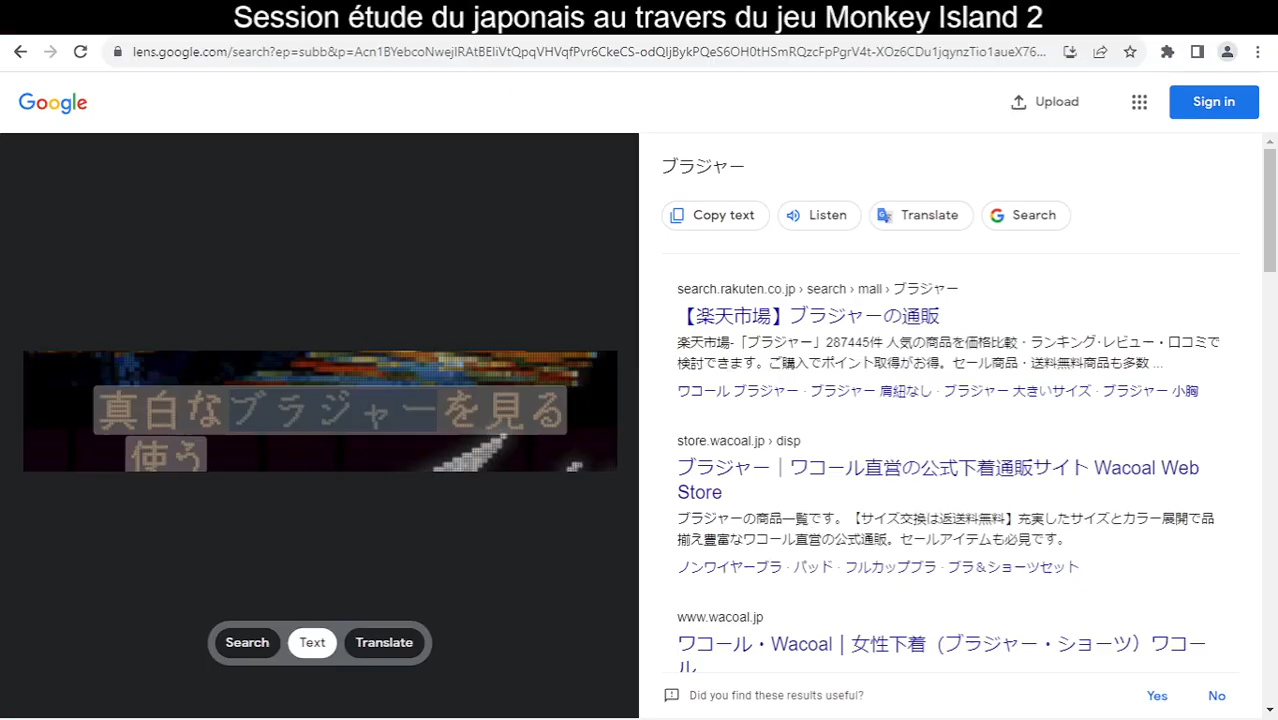 Session étude du japonais au travers du jeu Monkey Island 2
lens.google.com/search?ep=subb&p=Acn1BYebcoNwejIRAtBEIiVtQpqVHVqfPvr6CkeCS-odQIjBykPQeS6OH0tHSmRQzcFpPgrV4t-XOz6CDu1jqynzTio1aueX76...
Google
Upload
Sign in
ブラジャー
Copy text
Listen
Translate
Search
search.rakuten.co.jp › search › mall › ブラジャー
【楽天市場】ブラジャーの通販
楽天市場-「ブラジャー」287445件 人気の商品を価格比較・ランキング･レビュー・口コミで
検討できます。ご購入でポイント取得がお得。セール商品・送料無料商品も多数 ...
ワコール ブラジャー · ブラジャー 肩紐なし · ブラジャー 大きいサイズ · ブラジャー 小胸
真白なブラジャーを見る
使う
store.wacoal.jp › disp
ブラジャー｜ワコール直営の公式下着通販サイト Wacoal Web
Store
ブラジャーの商品一覧です。【サイズ交換は返送料無料】充実したサイズとカラー展開で品
揃え豊富なワコール直営の公式通販。セールアイテムも必見です。
ノンワイヤーブラ · パッド · フルカップブラ · ブラ＆ショーツセット
www.wacoal.jp
ワコール・Wacoal｜女性下着（ブラジャー・ショーツ）ワコー
ル
Search
Text
Translate
Did you find these results useful?
Yes
No